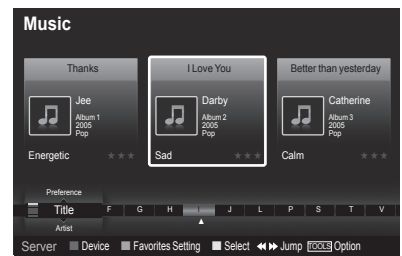 Music
Thanks
I Love You
Better than yesterday
Jee
Album 1
2005
Pop
Darby
Album 2
2005
Pop
Catherine
Album 3
2005
Pop
Energetic ★★★
Sad ★★★
Calm ★★★
Preference
Title F G H I J L P S T V
Artist
Server Device Favorites Setting Select Jump TOOLS Option